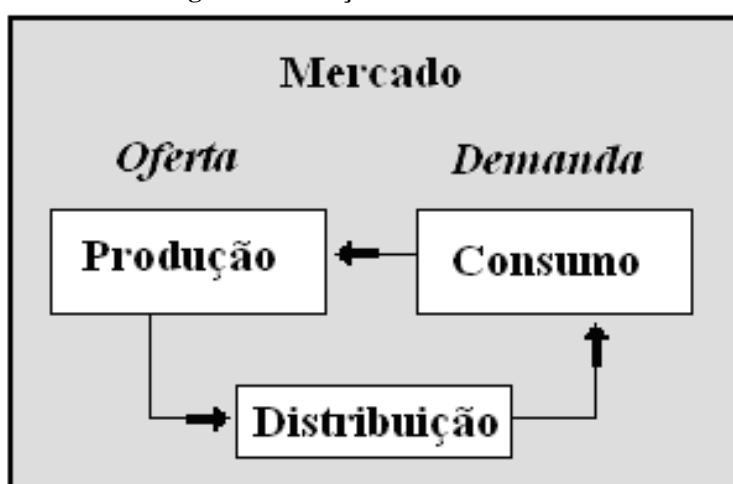 Mercado
Oferta
Demanda
Produção
Consumo
Distribuição